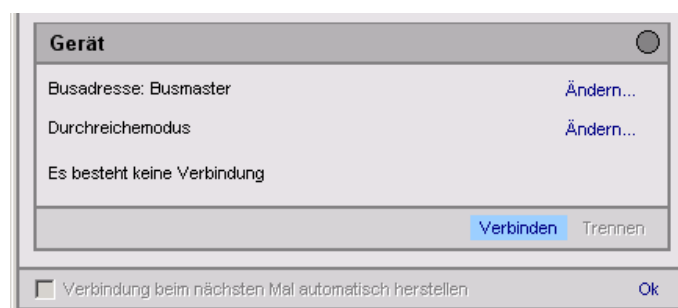 Gerät
Busadresse: Busmaster Ändern...
Durchreichemodus Ändern...
Es besteht keine Verbindung
Verbinden Trennen
Verbindung beim nächsten Mal automatisch herstellen Ok